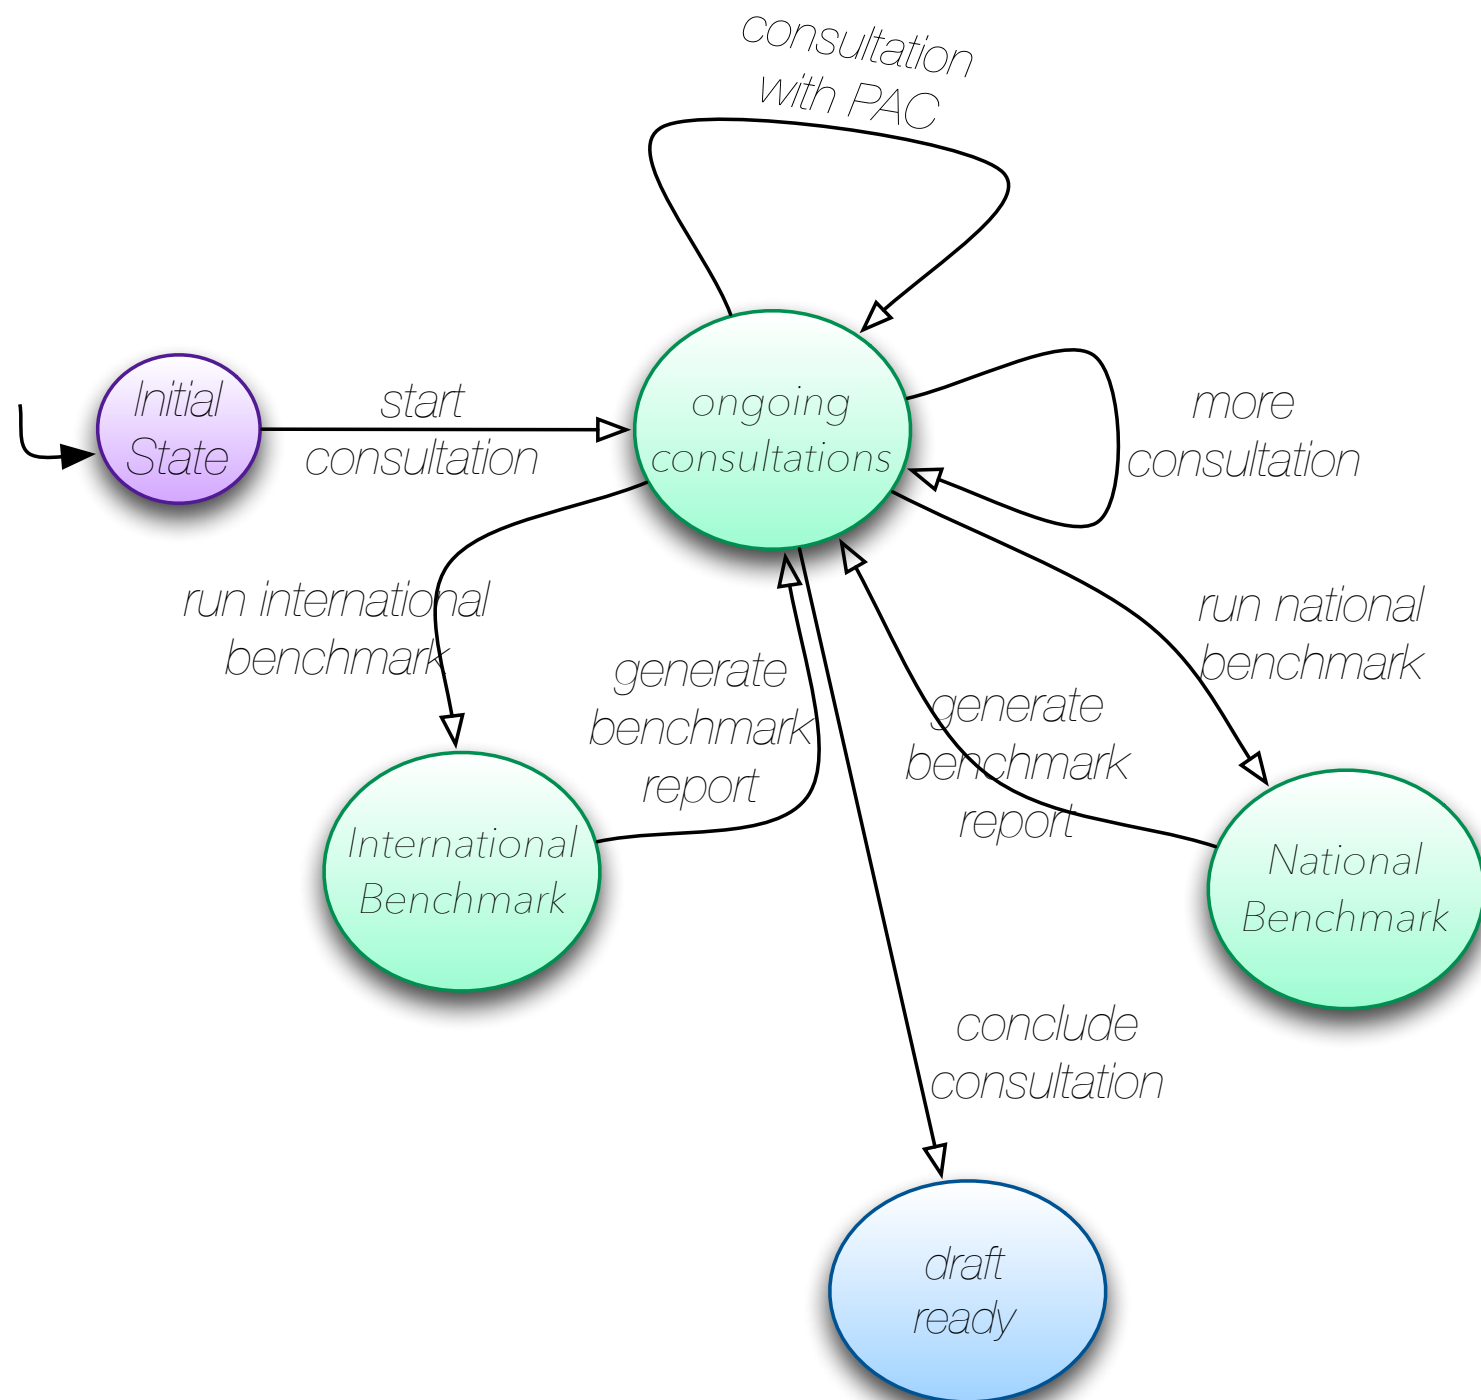 consultation
with PAC
Initial
State
start
consultation
ongoing
consultations
more
consultation
run international
benchmark
generate
benchmark
report
generate
benchmark
report
run national
benchmark
International
Benchmark
National
Benchmark
conclude
consultation
draft
ready